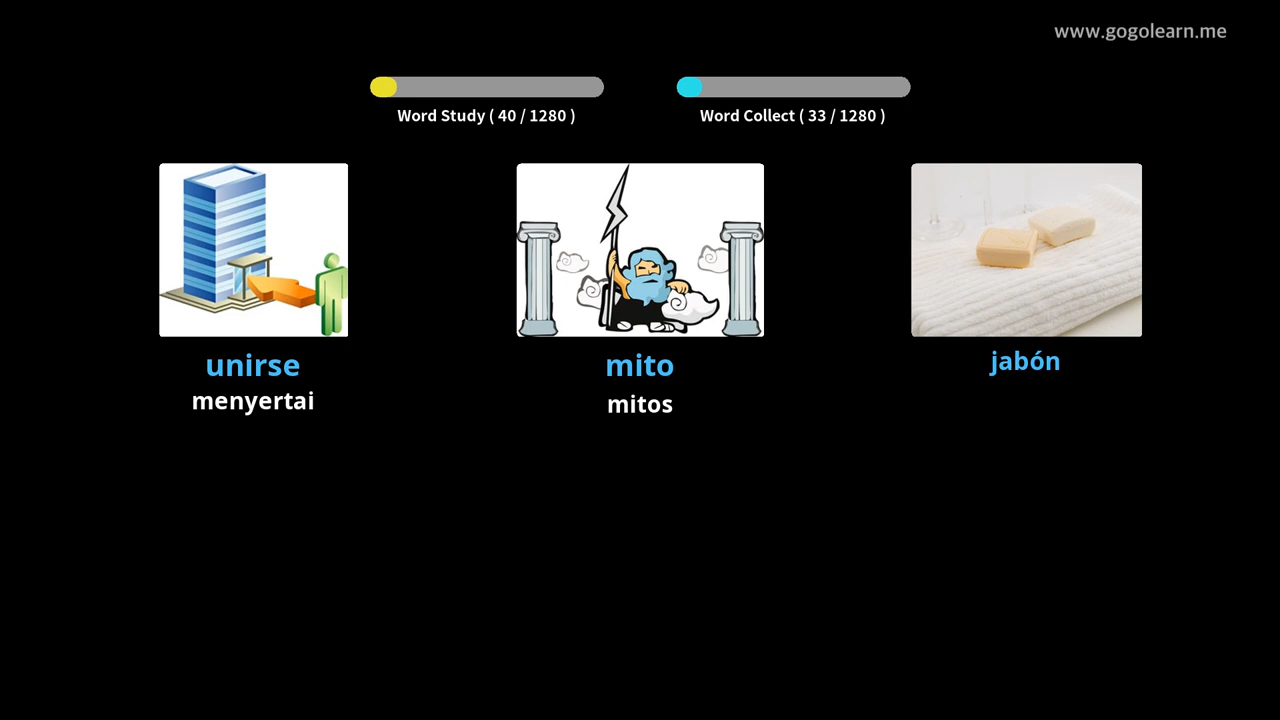 www.gogolearn.me
Word Study ( 40 / 1280 )
Word Collect ( 33 / 1280 )
unirse
menyertai
mito
mitos
jabón